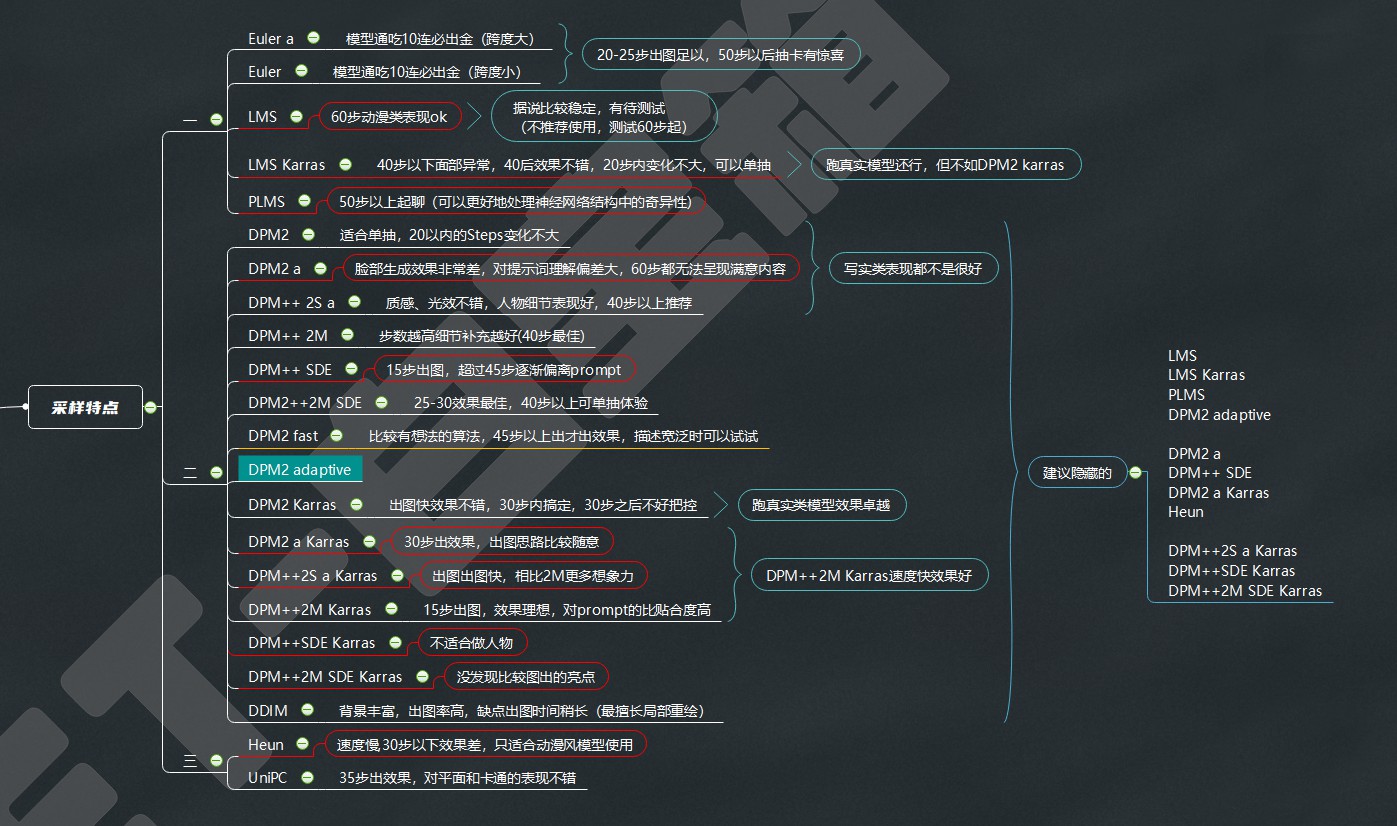 采样特点
一
Euler a
模型通吃10连必出金（跨度大）
Euler
模型通吃10连必出金（跨度小）
20-25步出图足以，50步以后抽卡有惊喜
LMS
60步动漫类表现ok
据说比较稳定，有待测试
（不推荐使用，测试60步起）
LMS Karras
40步以下面部异常，40后效果不错，20步内变化不大，可以单抽
跑真实模型还行，但不如DPM2 karras
PLMS
50步以上起聊（可以更好地处理神经网络结构中的奇异性）
二
DPM2
适合单抽，20以内的Steps变化不大
DPM2 a
脸部生成效果非常差，对提示词理解偏差大，60步都无法呈现满意内容
DPM++ 2S a
质感、光效不错，人物细节表现好，40步以上推荐
写实类表现都不是很好
DPM++ 2M
步数越高细节补充越好(40步最佳)
DPM++ SDE
15步出图，超过45步逐渐偏离prompt
DPM2++2M SDE
25-30效果最佳，40步以上可单抽体验
DPM2 fast
比较有想法的算法，45步以上出才出效果，描述宽泛时可以试试
DPM2 adaptive
DPM2 Karras
出图快效果不错，30步内搞定，30步之后不好把控
跑真实类模型效果卓越
DPM2 a Karras
30步出效果，出图思路比较随意
DPM++2S a Karras
出图出图快，相比2M更多想象力
DPM++2M Karras
15步出图，效果理想，对prompt的比贴合度高
DPM++2M Karras速度快效果好
DPM++SDE Karras
不适合做人物
DPM++2M SDE Karras
没发现比较图出的亮点
DDIM
背景丰富，出图率高，缺点出图时间稍长（最擅长局部重绘）
三
Heun
速度慢,30步以下效果差，只适合动漫风模型使用
UniPC
35步出效果，对平面和卡通的表现不错
建议隐藏的
LMS
LMS Karras
PLMS
DPM2 adaptive
DPM2 a
DPM++ SDE
DPM2 a Karras
Heun
DPM++2S a Karras
DPM++SDE Karras
DPM++2M SDE Karras